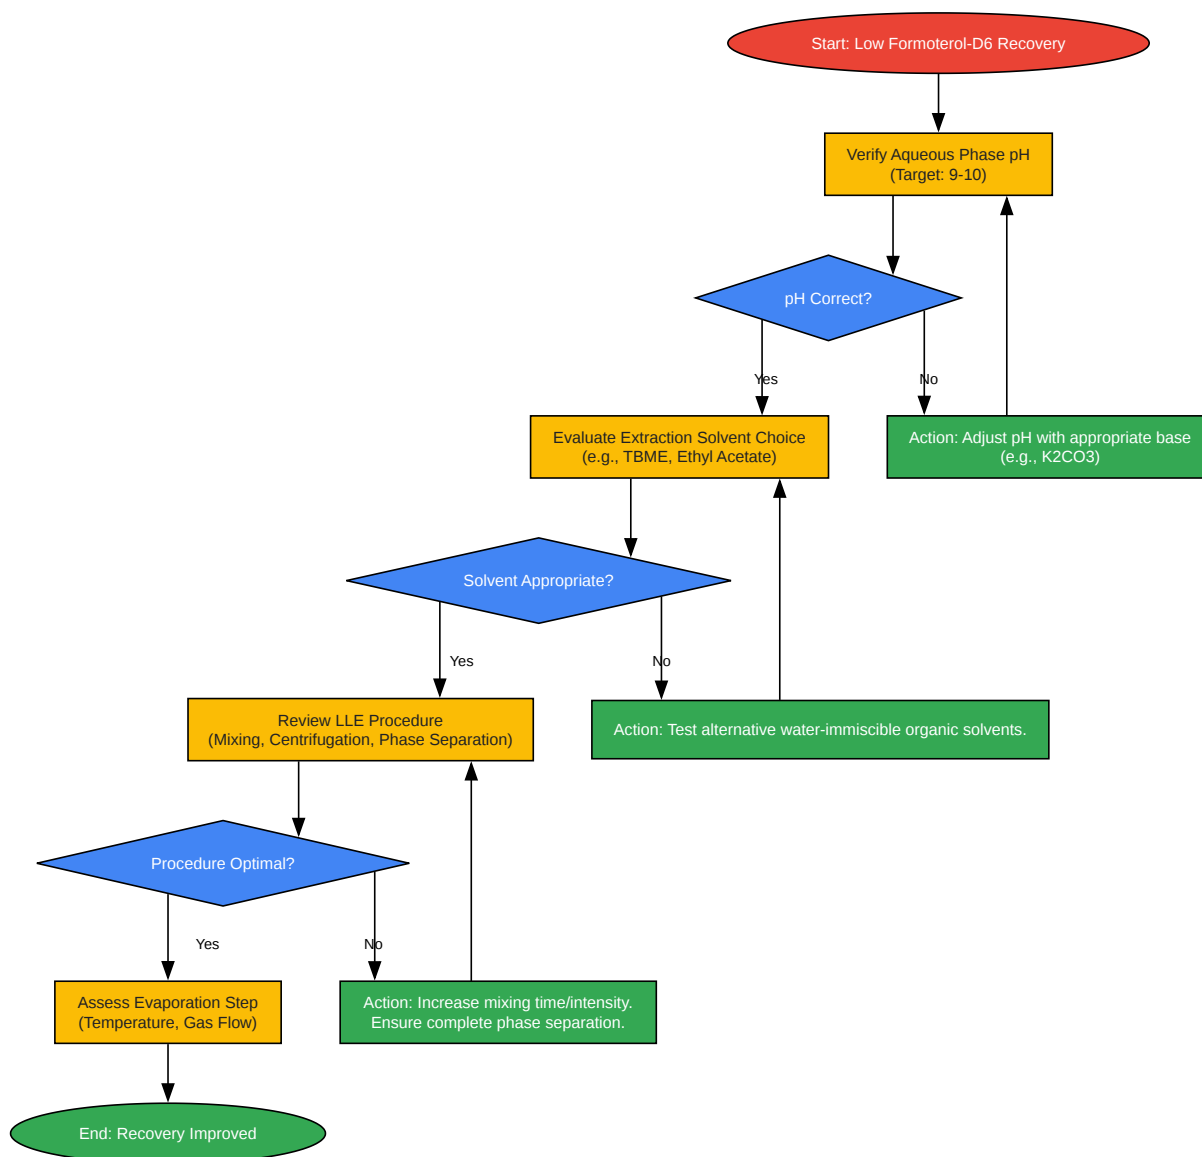 Start: Low Formoterol-D6 Recovery
Verify Aqueous Phase pH
(Target: 9-10)
pH Correct?
Yes
No
Evaluate Extraction Solvent Choice
(e.g., TBME, Ethyl Acetate)
Action: Adjust pH with appropriate base
(e.g., K2CO3)
Solvent Appropriate?
Yes
No
Review LLE Procedure
(Mixing, Centrifugation, Phase Separation)
Action: Test alternative water-immiscible organic solvents.
Procedure Optimal?
Yes
No
Assess Evaporation Step
(Temperature, Gas Flow)
Action: Increase mixing time/intensity.
Ensure complete phase separation.
End: Recovery Improved